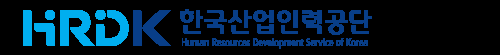 HRDK 한국산업인력공단
Human Resources Development Service of Korea